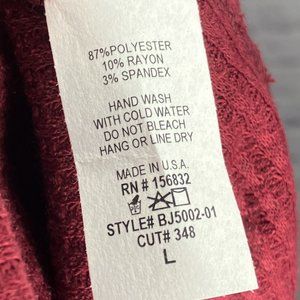 87%POLYESTER
10% RAYON
3% SPANDEX
HAND WASH
WITH COLD WATER
DO NOT BLEACH
HANG OR LINE DRY
MADE IN U.S.A.
RN # 156832
STYLE# BJ5002-01
CUT# 348
L